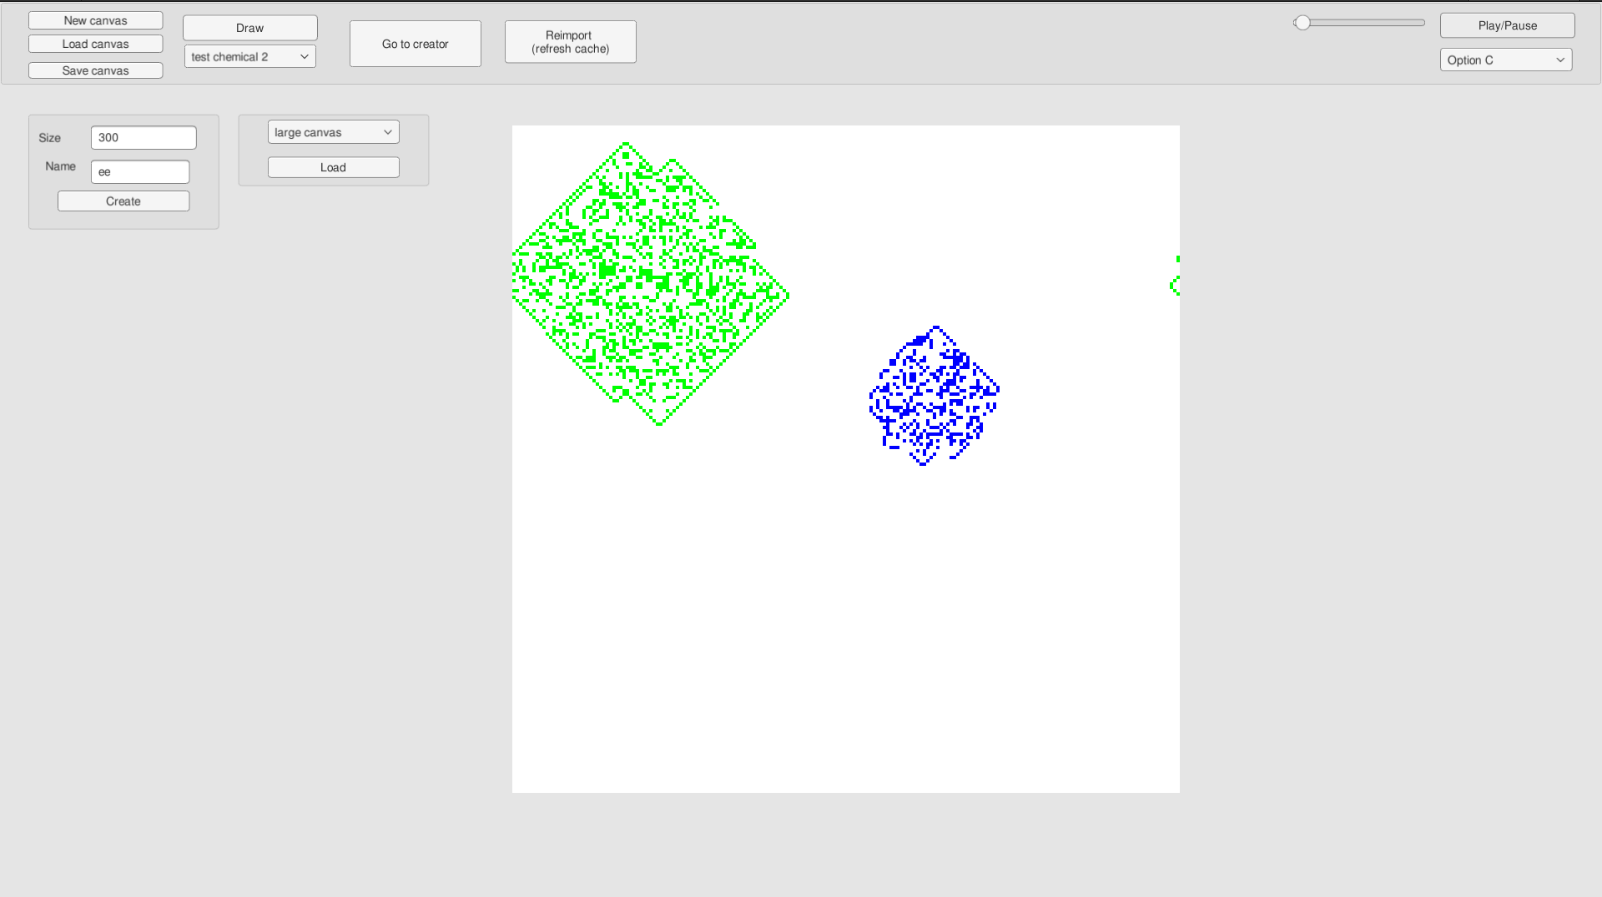 New canvas
Load canvas
Save canvas
Draw
test chemical 2
Go to creator
Reimport
(refresh cache)
Play/Pause
Option C
Size
300
Name
ee
Create
large canvas
Load